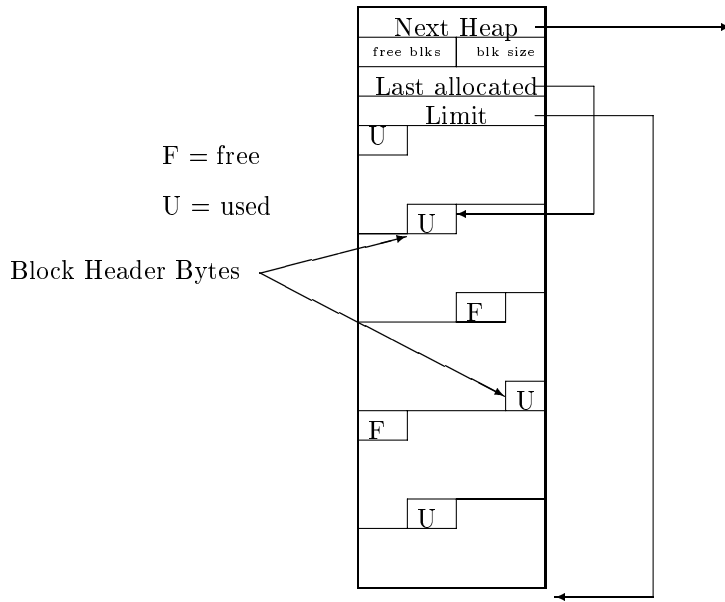 Next Heap
free blks blk size
Last allocated
Limit
U
F = free
U = used
U
Block Header Bytes
F
U
F
U